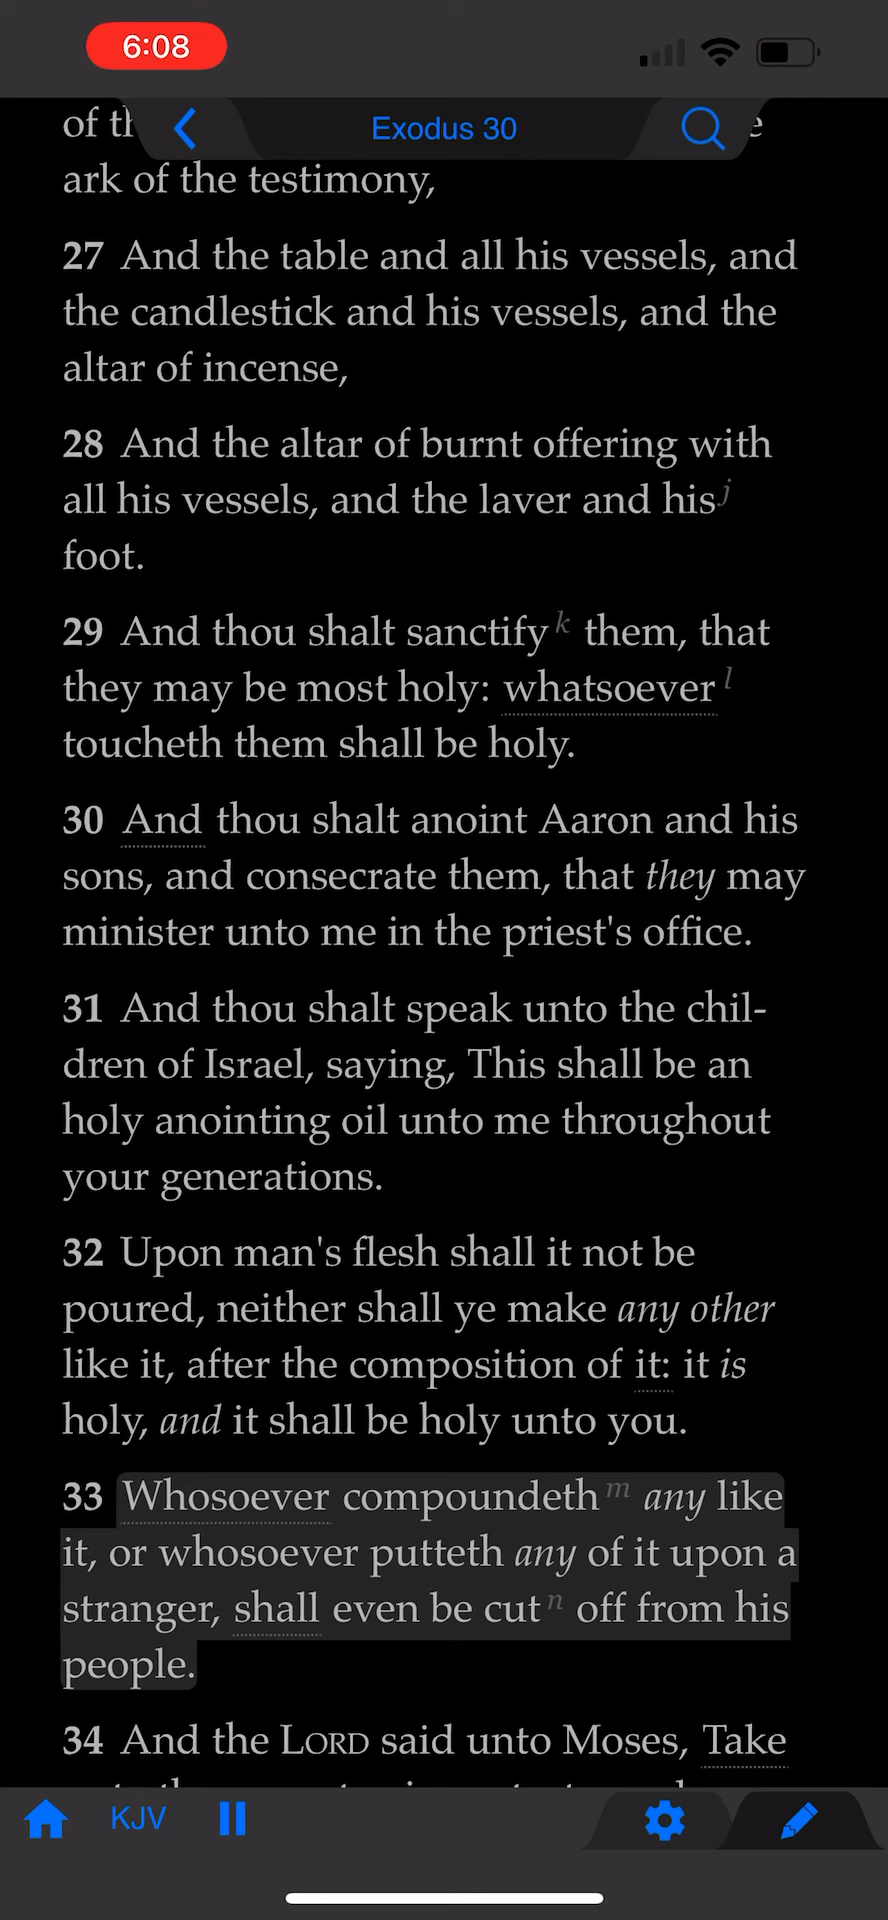 6:08
Exodus 30
of th
ark of the testimony,
27 And the table and all his vessels, and
the candlestick and his vessels, and the
altar of incense,
28 And the altar of burnt offering with
all his vessels, and the laver and his j
foot.
29 And thou shalt sanctify k them, that
they may be most holy: whatsoever l
toucheth them shall be holy.
30 And thou shalt anoint Aaron and his
sons, and consecrate them, that they may
minister unto me in the priest's office.
31 And thou shalt speak unto the chil-
dren of Israel, saying, This shall be an
holy anointing oil unto me throughout
your generations.
32 Upon man's flesh shall it not be
poured, neither shall ye make any other
like it, after the composition of it: it is
holy, and it shall be holy unto you.
33 Whosoever compoundeth m any like
it, or whosoever putteth any of it upon a
stranger, shall even be cut n off from his
people.
34 And the LORD said unto Moses, Take
KJV